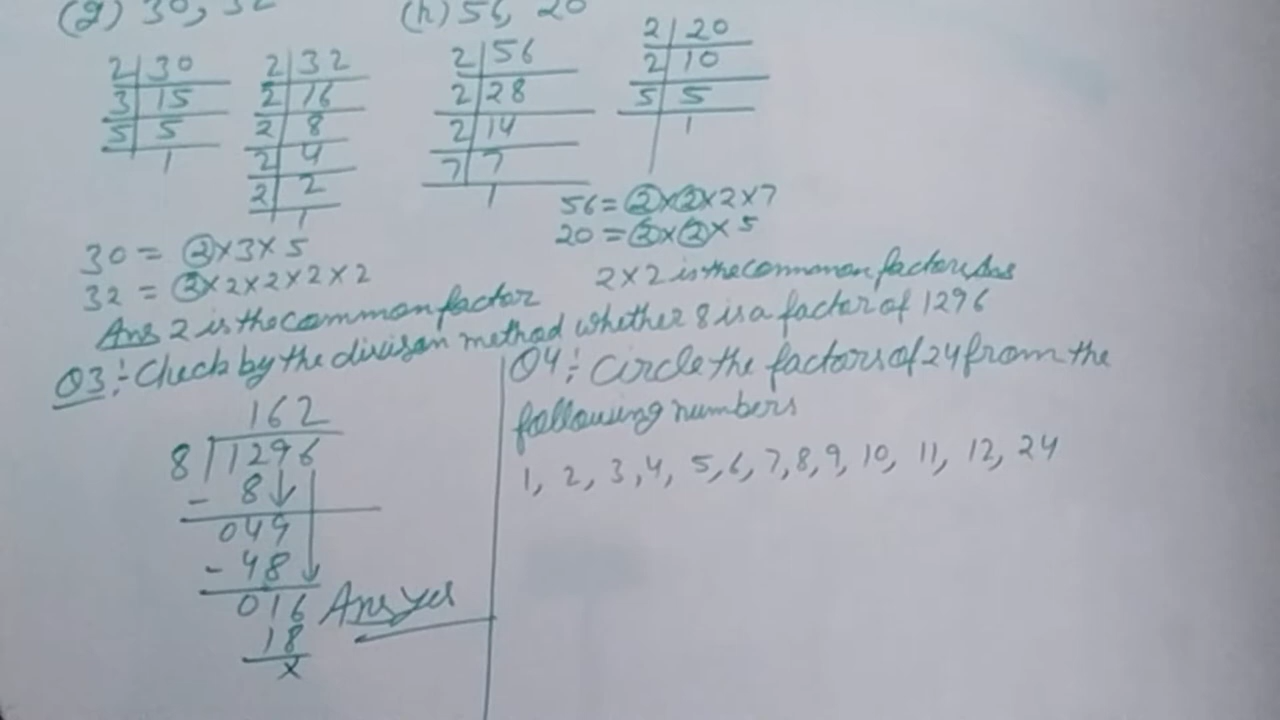 (g) 30, 32
(h) 56, 20
2 30
3 15
5 5
1
2 32
2 16
2 8
2 4
2 2
1
2 56
2 28
2 14
7 7
1
2 20
2 10
5 5
1
30 = 2×3×5
32 = 2×2×2×2×2
Ans 2 is the common factor
56 = 2×2×2×7
20 = 2×2×5
2×2 is the common factor Ans
Q3:- Check by the divison method whether 8 is a factor of 1296
162
8 1296
- 8
049
- 48
016
18
x
Ans yes
Q4:- Circle the factors of 24 from the
following numbers
1, 2, 3, 4, 5, 6, 7, 8, 9, 10, 11, 12, 24